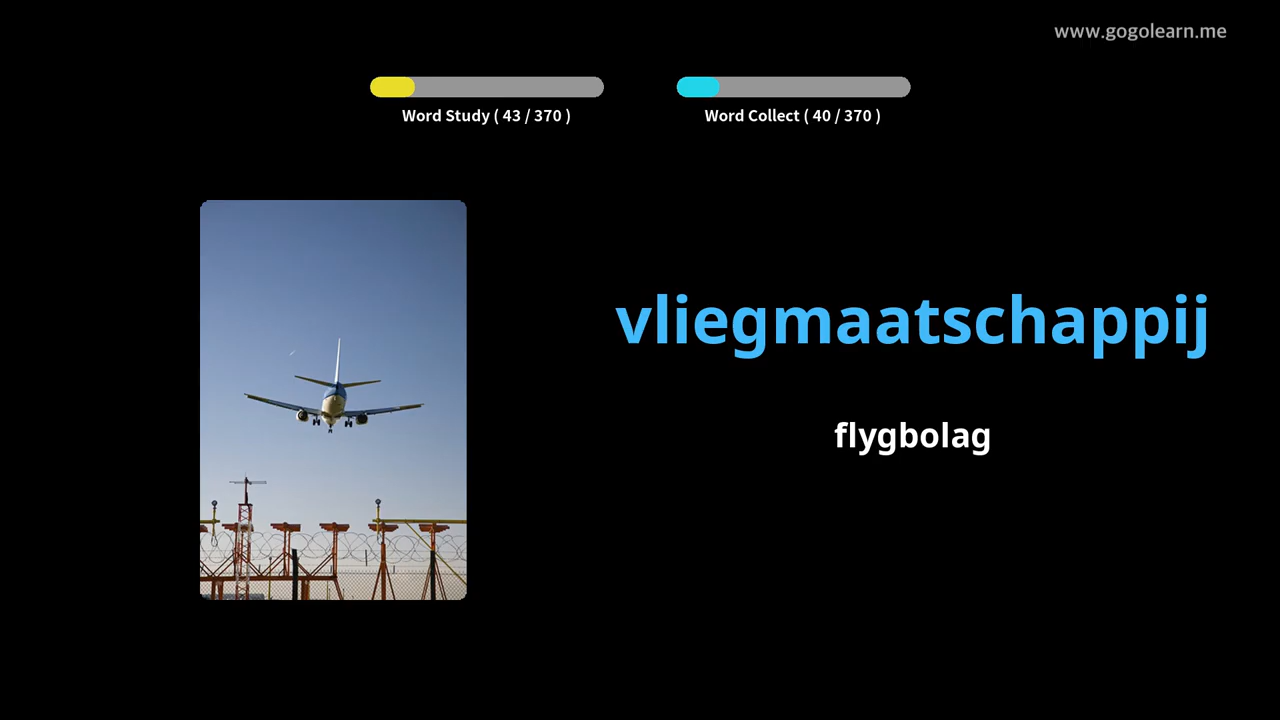 www.gogolearn.me
Word Study ( 43 / 370 )
Word Collect ( 40 / 370 )
vliegmaatschappij
flygbolag